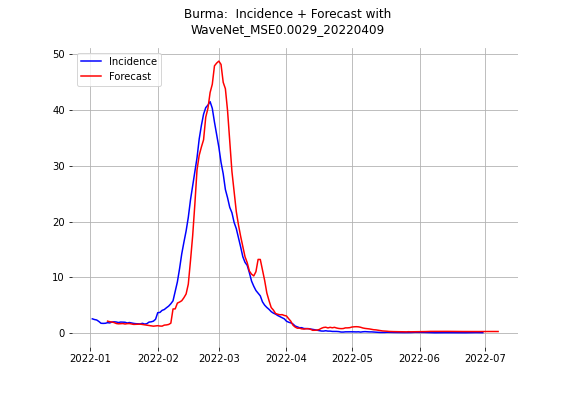 Burma:  Incidence + Forecast with
WaveNet_MSE0.0029_20220409
50
40
30
20
10
0
Incidence
Forecast
2022-01 2022-02 2022-03 2022-04 2022-05 2022-06 2022-07